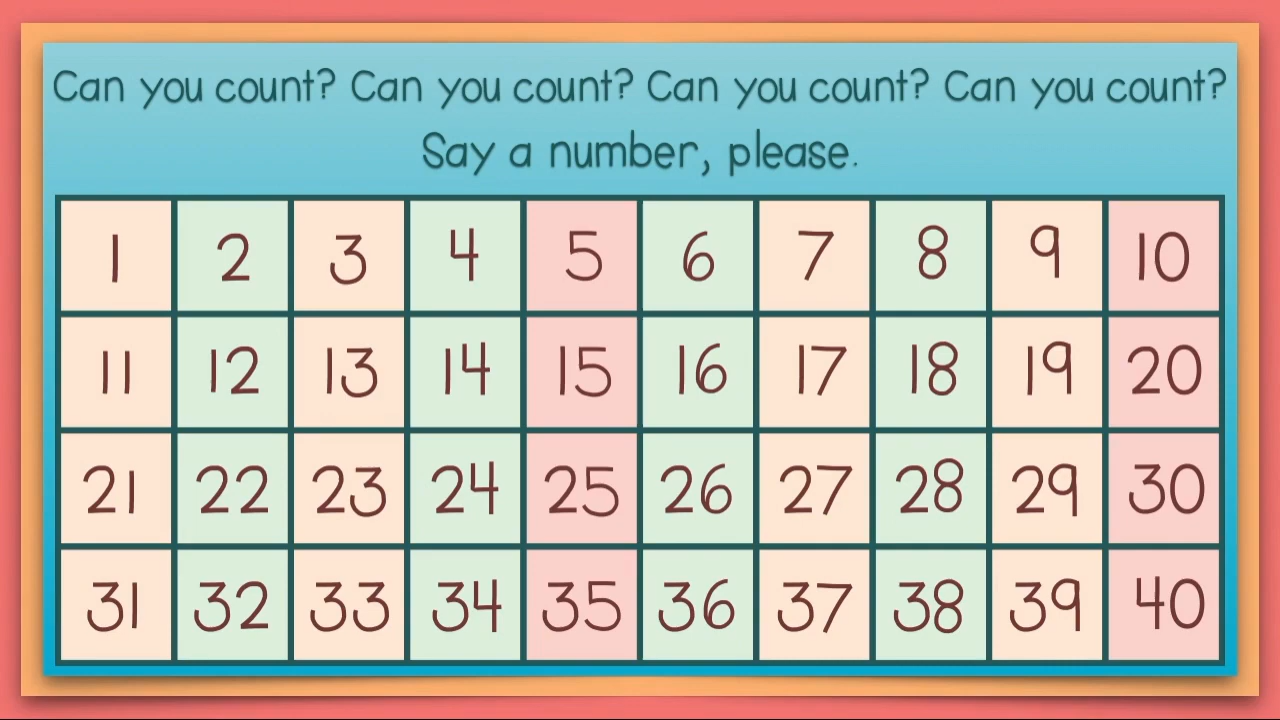 Can you count? Can you count? Can you count? Can you count?
Say a number, please.
1 2 3 4 5 6 7 8 9 10
11 12 13 14 15 16 17 18 19 20
21 22 23 24 25 26 27 28 29 30
31 32 33 34 35 36 37 38 39 40